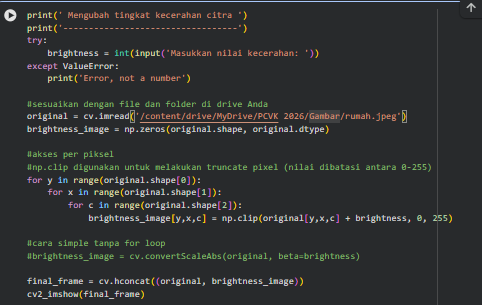 print(' Mengubah tingkat kecerahan citra ')
print('----------------------------------')
try:
    brightness = int(input('Masukkan nilai kecerahan: '))
except ValueError:
    print('Error, not a number')

#sesuaikan dengan file dan folder di drive Anda
original = cv.imread('/content/drive/MyDrive/PCVK 2026/Gambar/rumah.jpeg')
brightness_image = np.zeros(original.shape, original.dtype)

#akses per piksel
#np.clip digunakan untuk melakukan truncate pixel (nilai dibatasi antara 0-255)
for y in range(original.shape[0]):
    for x in range(original.shape[1]):
        for c in range(original.shape[2]):
            brightness_image[y,x,c] = np.clip(original[y,x,c] + brightness, 0, 255)

#cara simple tanpa for loop
#brightness_image = cv.convertScaleAbs(original, beta=brightness)

final_frame = cv.hconcat((original, brightness_image))
cv2_imshow(final_frame)